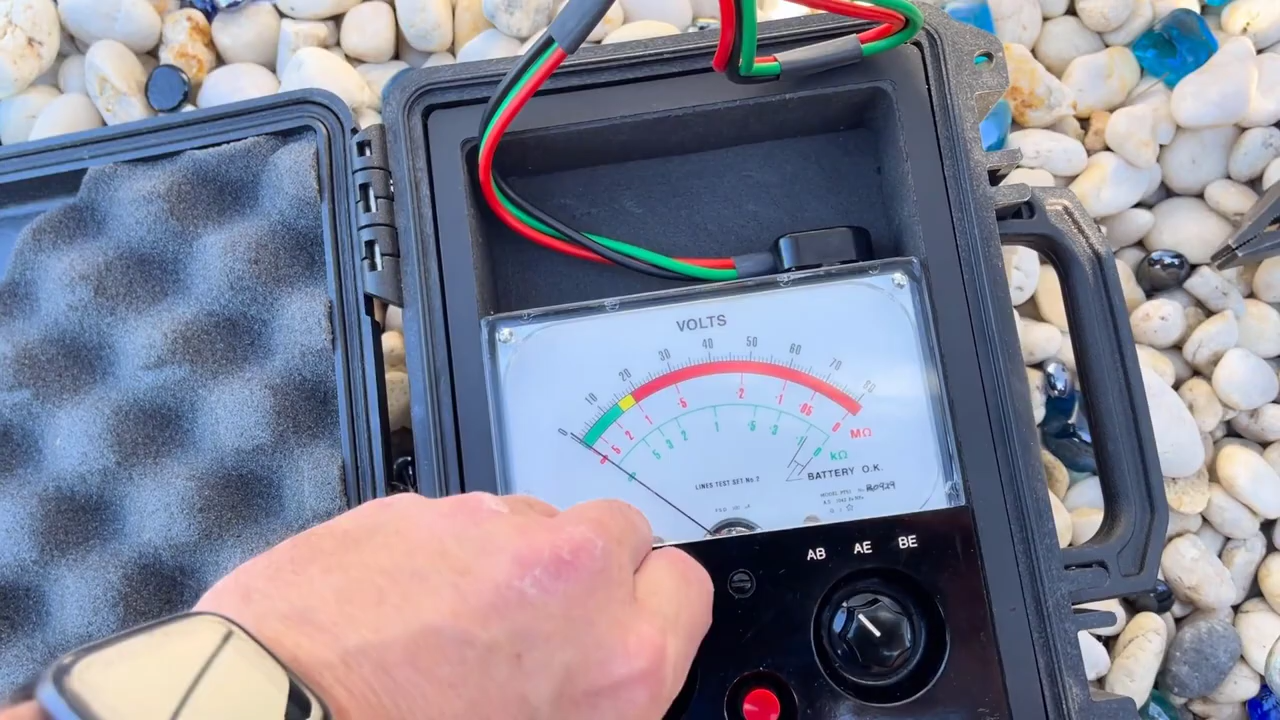 VOLTS
0 10 20 30 40 50 60 70 80
5 2 1 ·5 ·2 ·1 ·05 0 MΩ
5 3 2 1 ·5 ·3 ·1 0 kΩ
BATTERY O.K.
LINES TEST SET No 2
AB AE BE